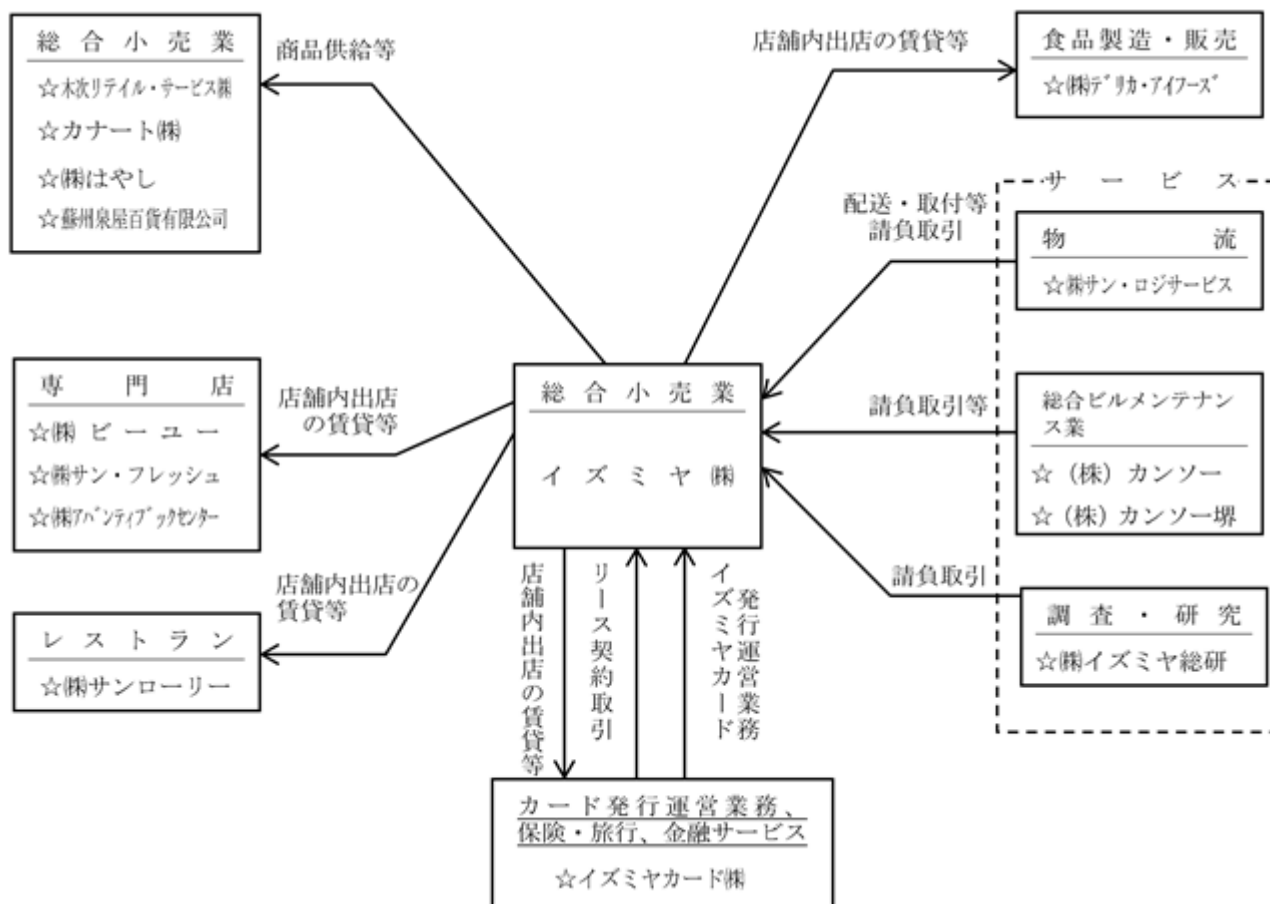 総合小売業
☆木次リテイル・サービス㈱
☆カナート㈱
☆㈱はやし
☆蘇州泉屋百貨有限公司
商品供給等
店舗内出店の賃貸等
食品製造・販売
☆㈱デリカ・アイフーズ
サービス
配送・取付等
請負取引
物流
☆㈱サン・ロジサービス
専門店
☆㈱ビーユー
☆㈱サン・フレッシュ
☆㈱アバンティブックセンター
店舗内出店
の賃貸等
総合小売業
イズミヤ㈱
請負取引等
総合ビルメンテナン
ス業
☆（株）カンソー
☆（株）カンソー堺
店舗内出店の
賃貸等
レストラン
☆㈱サンローリー
請負取引
調査・研究
☆㈱イズミヤ総研
店舗内出店の賃貸等
リース契約取引
イズミヤカード
発行運営業務
カード発行運営業務、
保険・旅行、金融サービス
☆イズミヤカード㈱